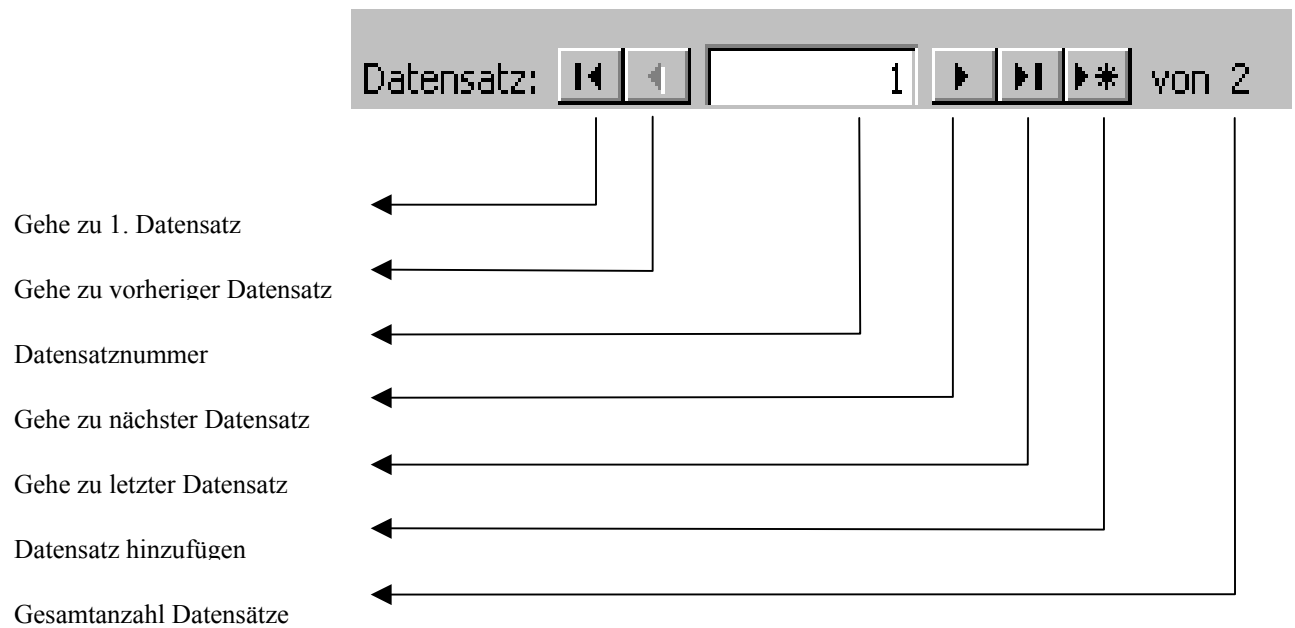 Datensatz: 1 von 2
Gehe zu 1. Datensatz
Gehe zu vorheriger Datensatz
Datensatznummer
Gehe zu nächster Datensatz
Gehe zu letzter Datensatz
Datensatz hinzufügen
Gesamtanzahl Datensätze